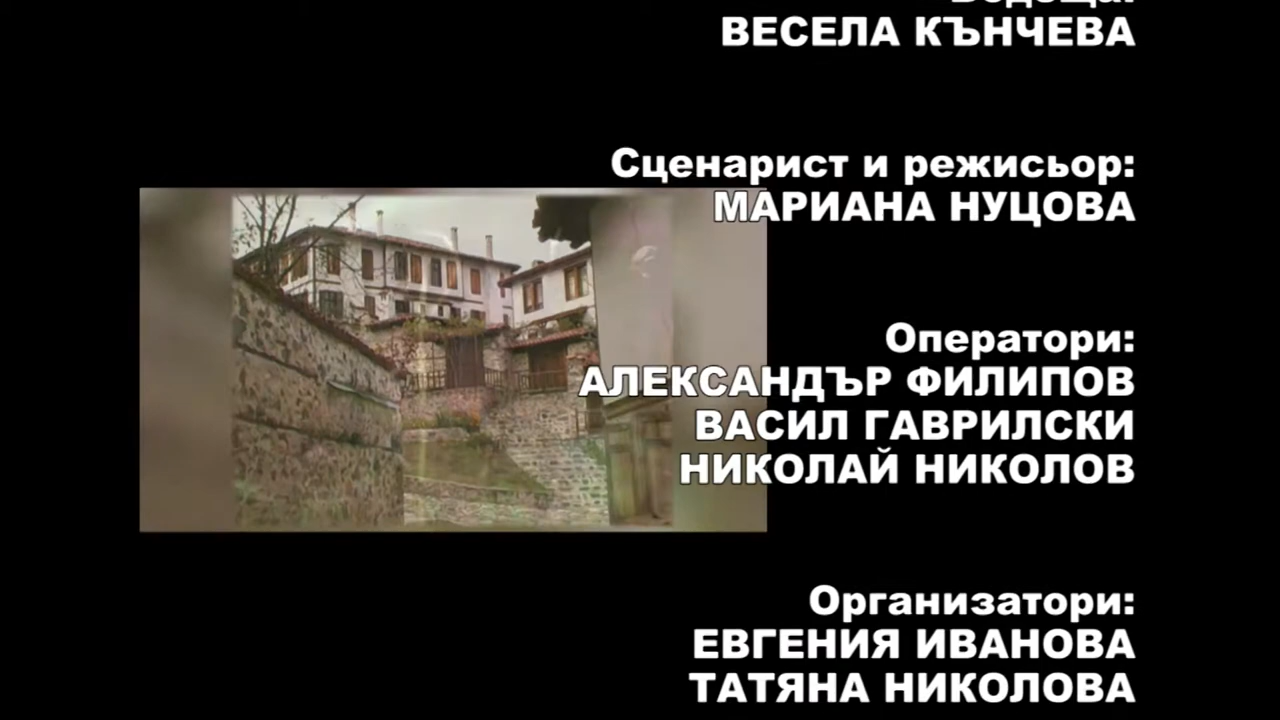 ВЕСЕЛА КЪНЧЕВА
Сценарист и режисьор:
МАРИАНА НУЦОВА
Оператори:
АЛЕКСАНДЪР ФИЛИПОВ
ВАСИЛ ГАВРИЛСКИ
НИКОЛАЙ НИКОЛОВ
Организатори:
ЕВГЕНИЯ ИВАНОВА
ТАТЯНА НИКОЛОВА